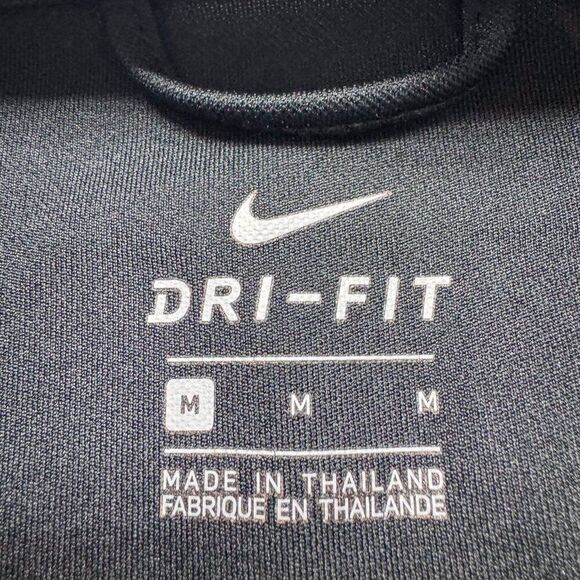 DRI-FIT
M M M
MADE IN THAILAND
FABRIQUE EN THAILANDE